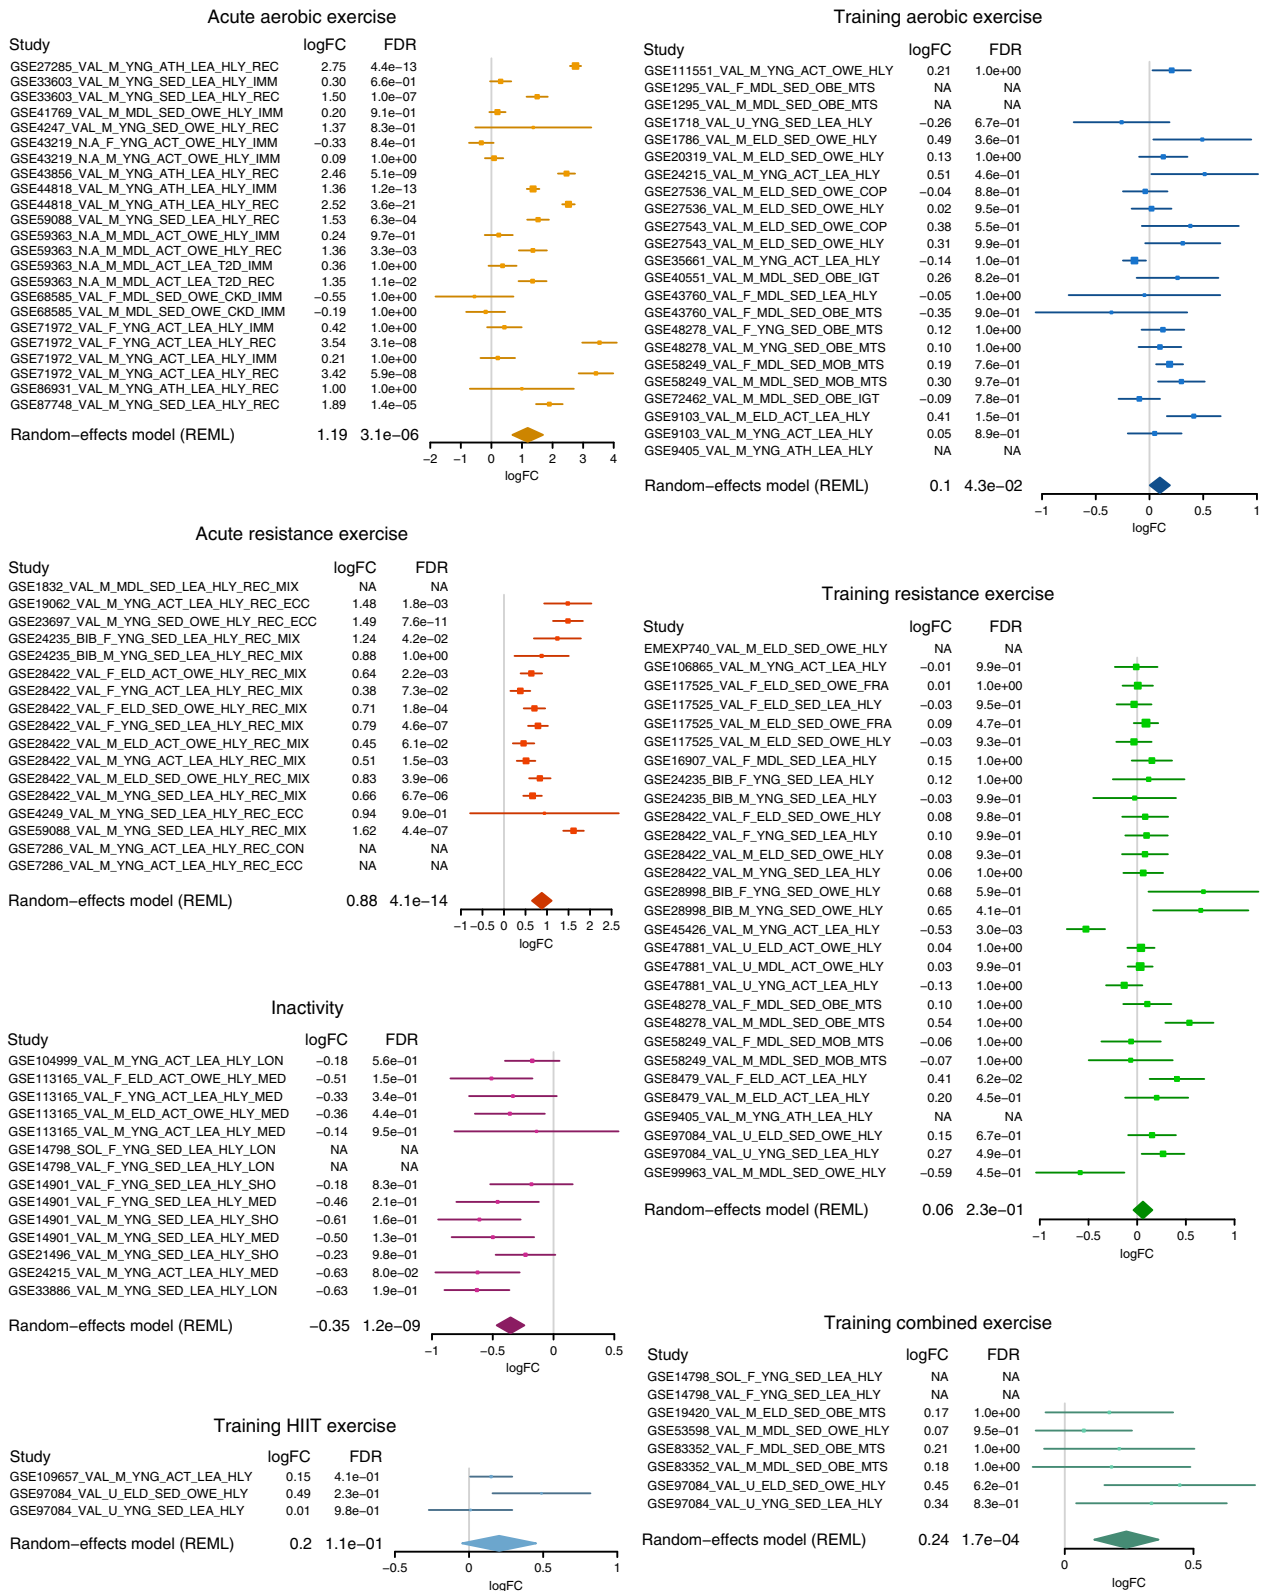 Acute aerobic exercise
Study logFC FDR
GSE27285_VAL_M_YNG_ATH_LEA_HLY_REC 2.75 4.4e−13
GSE33603_VAL_M_YNG_SED_LEA_HLY_IMM 0.30 6.6e−01
GSE33603_VAL_M_YNG_SED_LEA_HLY_REC 1.50 1.0e−07
GSE41769_VAL_M_MDL_SED_OWE_HLY_IMM 0.20 9.1e−01
GSE4247_VAL_M_YNG_SED_OWE_HLY_REC 1.37 8.3e−01
GSE43219_N.A_F_YNG_ACT_OWE_HLY_IMM −0.33 8.4e−01
GSE43219_N.A_M_YNG_ACT_OWE_HLY_IMM 0.09 1.0e+00
GSE43856_VAL_M_YNG_ATH_LEA_HLY_REC 2.46 5.1e−09
GSE44818_VAL_M_YNG_ATH_LEA_HLY_IMM 1.36 1.2e−13
GSE44818_VAL_M_YNG_ATH_LEA_HLY_REC 2.52 3.6e−21
GSE59088_VAL_M_YNG_SED_LEA_HLY_REC 1.53 6.3e−04
GSE59363_N.A_M_MDL_ACT_OWE_HLY_IMM 0.24 9.7e−01
GSE59363_N.A_M_MDL_ACT_OWE_HLY_REC 1.36 3.3e−03
GSE59363_N.A_M_MDL_ACT_LEA_T2D_IMM 0.36 1.0e+00
GSE59363_N.A_M_MDL_ACT_LEA_T2D_REC 1.35 1.1e−02
GSE68585_VAL_F_MDL_SED_OWE_CKD_IMM −0.55 1.0e+00
GSE68585_VAL_M_MDL_SED_OWE_CKD_IMM −0.19 1.0e+00
GSE71972_VAL_F_YNG_ACT_LEA_HLY_IMM 0.42 1.0e+00
GSE71972_VAL_F_YNG_ACT_LEA_HLY_REC 3.54 3.1e−08
GSE71972_VAL_M_YNG_ACT_LEA_HLY_IMM 0.21 1.0e+00
GSE71972_VAL_M_YNG_ACT_LEA_HLY_REC 3.42 5.9e−08
GSE86931_VAL_M_YNG_ATH_LEA_HLY_REC 1.00 1.0e+00
GSE87748_VAL_M_YNG_SED_LEA_HLY_REC 1.89 1.4e−05
Random−effects model (REML) 1.19 3.1e−06
−2 −1 0 1 2 3 4
logFC
Training aerobic exercise
Study logFC FDR
GSE111551_VAL_M_YNG_ACT_OWE_HLY 0.21 1.0e+00
GSE1295_VAL_F_MDL_SED_OBE_MTS NA NA
GSE1295_VAL_M_MDL_SED_OBE_MTS NA NA
GSE1718_VAL_U_YNG_SED_LEA_HLY −0.26 6.7e−01
GSE1786_VAL_M_ELD_SED_OWE_HLY 0.49 3.6e−01
GSE20319_VAL_M_ELD_SED_OWE_HLY 0.13 1.0e+00
GSE24215_VAL_M_YNG_ACT_LEA_HLY 0.51 4.6e−01
GSE27536_VAL_M_ELD_SED_OWE_COP −0.04 8.8e−01
GSE27536_VAL_M_ELD_SED_OWE_HLY 0.02 9.5e−01
GSE27543_VAL_M_ELD_SED_OWE_COP 0.38 5.5e−01
GSE27543_VAL_M_ELD_SED_OWE_HLY 0.31 9.9e−01
GSE35661_VAL_M_YNG_ACT_LEA_HLY −0.14 1.0e−01
GSE40551_VAL_M_MDL_SED_OBE_IGT 0.26 8.2e−01
GSE43760_VAL_F_MDL_SED_LEA_HLY −0.05 1.0e+00
GSE43760_VAL_F_MDL_SED_OBE_MTS −0.35 9.0e−01
GSE48278_VAL_F_YNG_SED_OBE_MTS 0.12 1.0e+00
GSE48278_VAL_M_YNG_SED_OBE_MTS 0.10 1.0e+00
GSE58249_VAL_F_MDL_SED_MOB_MTS 0.19 7.6e−01
GSE58249_VAL_M_MDL_SED_MOB_MTS 0.30 9.7e−01
GSE72462_VAL_M_MDL_SED_OBE_IGT −0.09 7.8e−01
GSE9103_VAL_M_ELD_ACT_LEA_HLY 0.41 1.5e−01
GSE9103_VAL_M_YNG_ACT_LEA_HLY 0.05 8.9e−01
GSE9405_VAL_M_YNG_ATH_LEA_HLY NA NA
Random−effects model (REML) 0.1 4.3e−02
−1 −0.5 0 0.5 1
logFC
Acute resistance exercise
Study logFC FDR
GSE1832_VAL_M_MDL_SED_LEA_HLY_REC_MIX NA NA
GSE19062_VAL_M_YNG_ACT_LEA_HLY_REC_ECC 1.48 1.8e−03
GSE23697_VAL_M_YNG_SED_OWE_HLY_REC_ECC 1.49 7.6e−11
GSE24235_BIB_F_YNG_SED_LEA_HLY_REC_MIX 1.24 4.2e−02
GSE24235_BIB_M_YNG_SED_LEA_HLY_REC_MIX 0.88 1.0e+00
GSE28422_VAL_F_ELD_ACT_OWE_HLY_REC_MIX 0.64 2.2e−03
GSE28422_VAL_F_YNG_ACT_LEA_HLY_REC_MIX 0.38 7.3e−02
GSE28422_VAL_F_ELD_SED_OWE_HLY_REC_MIX 0.71 1.8e−04
GSE28422_VAL_F_YNG_SED_LEA_HLY_REC_MIX 0.79 4.6e−07
GSE28422_VAL_M_ELD_ACT_OWE_HLY_REC_MIX 0.45 6.1e−02
GSE28422_VAL_M_YNG_ACT_LEA_HLY_REC_MIX 0.51 1.5e−03
GSE28422_VAL_M_ELD_SED_OWE_HLY_REC_MIX 0.83 3.9e−06
GSE28422_VAL_M_YNG_SED_LEA_HLY_REC_MIX 0.66 6.7e−06
GSE4249_VAL_M_YNG_SED_LEA_HLY_REC_ECC 0.94 9.0e−01
GSE59088_VAL_M_YNG_SED_LEA_HLY_REC_MIX 1.62 4.4e−07
GSE7286_VAL_M_YNG_ACT_LEA_HLY_REC_CON NA NA
GSE7286_VAL_M_YNG_ACT_LEA_HLY_REC_ECC NA NA
Random−effects model (REML) 0.88 4.1e−14
−1 −0.5 0 0.5 1 1.5 2 2.5
logFC
Training resistance exercise
Study logFC FDR
EMEXP740_VAL_M_ELD_SED_OWE_HLY NA NA
GSE106865_VAL_M_YNG_ACT_LEA_HLY −0.01 9.9e−01
GSE117525_VAL_F_ELD_SED_OWE_FRA 0.01 1.0e+00
GSE117525_VAL_F_ELD_SED_LEA_HLY −0.03 9.5e−01
GSE117525_VAL_M_ELD_SED_OWE_FRA 0.09 4.7e−01
GSE117525_VAL_M_ELD_SED_OWE_HLY −0.03 9.3e−01
GSE16907_VAL_F_MDL_SED_LEA_HLY 0.15 1.0e+00
GSE24235_BIB_F_YNG_SED_LEA_HLY 0.12 1.0e+00
GSE24235_BIB_M_YNG_SED_LEA_HLY −0.03 9.9e−01
GSE28422_VAL_F_ELD_SED_OWE_HLY 0.08 9.8e−01
GSE28422_VAL_F_YNG_SED_LEA_HLY 0.10 9.9e−01
GSE28422_VAL_M_ELD_SED_OWE_HLY 0.08 9.3e−01
GSE28422_VAL_M_YNG_SED_LEA_HLY 0.06 1.0e+00
GSE28998_BIB_F_YNG_SED_OWE_HLY 0.68 5.9e−01
GSE28998_BIB_M_YNG_SED_OWE_HLY 0.65 4.1e−01
GSE45426_VAL_M_YNG_ACT_LEA_HLY −0.53 3.0e−03
GSE47881_VAL_U_ELD_ACT_OWE_HLY 0.04 1.0e+00
GSE47881_VAL_U_MDL_ACT_OWE_HLY 0.03 9.9e−01
GSE47881_VAL_U_YNG_ACT_LEA_HLY −0.13 1.0e+00
GSE48278_VAL_F_MDL_SED_OBE_MTS 0.10 1.0e+00
GSE48278_VAL_M_MDL_SED_OBE_MTS 0.54 1.0e+00
GSE58249_VAL_F_MDL_SED_MOB_MTS −0.06 1.0e+00
GSE58249_VAL_M_MDL_SED_MOB_MTS −0.07 1.0e+00
GSE8479_VAL_F_ELD_ACT_LEA_HLY 0.41 6.2e−02
GSE8479_VAL_M_ELD_ACT_LEA_HLY 0.20 4.5e−01
GSE9405_VAL_M_YNG_ATH_LEA_HLY NA NA
GSE97084_VAL_U_ELD_SED_OWE_HLY 0.15 6.7e−01
GSE97084_VAL_U_YNG_SED_LEA_HLY 0.27 4.9e−01
GSE99963_VAL_M_MDL_SED_OWE_HLY −0.59 4.5e−01
Random−effects model (REML) 0.06 2.3e−01
−1 −0.5 0 0.5 1
logFC
Inactivity
Study logFC FDR
GSE104999_VAL_M_YNG_ACT_LEA_HLY_LON −0.18 5.6e−01
GSE113165_VAL_F_ELD_ACT_OWE_HLY_MED −0.51 1.5e−01
GSE113165_VAL_F_YNG_ACT_LEA_HLY_MED −0.33 3.4e−01
GSE113165_VAL_M_ELD_ACT_OWE_HLY_MED −0.36 4.4e−01
GSE113165_VAL_M_YNG_ACT_LEA_HLY_MED −0.14 9.5e−01
GSE14798_SOL_F_YNG_SED_LEA_HLY_LON NA NA
GSE14798_VAL_F_YNG_SED_LEA_HLY_LON NA NA
GSE14901_VAL_F_YNG_SED_LEA_HLY_SHO −0.18 8.3e−01
GSE14901_VAL_F_YNG_SED_LEA_HLY_MED −0.46 2.1e−01
GSE14901_VAL_M_YNG_SED_LEA_HLY_SHO −0.61 1.6e−01
GSE14901_VAL_M_YNG_SED_LEA_HLY_MED −0.50 1.3e−01
GSE21496_VAL_M_YNG_SED_LEA_HLY_SHO −0.23 9.8e−01
GSE24215_VAL_M_YNG_ACT_LEA_HLY_MED −0.63 8.0e−02
GSE33886_VAL_M_YNG_SED_LEA_HLY_LON −0.63 1.9e−01
Random−effects model (REML) −0.35 1.2e−09
−1 −0.5 0 0.5
logFC
Training combined exercise
Study logFC FDR
GSE14798_SOL_F_YNG_SED_LEA_HLY NA NA
GSE14798_VAL_F_YNG_SED_LEA_HLY NA NA
GSE19420_VAL_M_ELD_SED_OBE_MTS 0.17 1.0e+00
GSE53598_VAL_M_MDL_SED_OWE_HLY 0.07 9.5e−01
GSE83352_VAL_F_MDL_SED_OBE_MTS 0.21 1.0e+00
GSE83352_VAL_M_MDL_SED_OBE_MTS 0.18 1.0e+00
GSE97084_VAL_U_ELD_SED_OWE_HLY 0.45 6.2e−01
GSE97084_VAL_U_YNG_SED_LEA_HLY 0.34 8.3e−01
Random−effects model (REML) 0.24 1.7e−04
0 0.5
logFC
Training HIIT exercise
Study logFC FDR
GSE109657_VAL_M_YNG_ACT_LEA_HLY 0.15 4.1e−01
GSE97084_VAL_U_ELD_SED_OWE_HLY 0.49 2.3e−01
GSE97084_VAL_U_YNG_SED_LEA_HLY 0.01 9.8e−01
Random−effects model (REML) 0.2 1.1e−01
−0.5 0 0.5 1
logFC